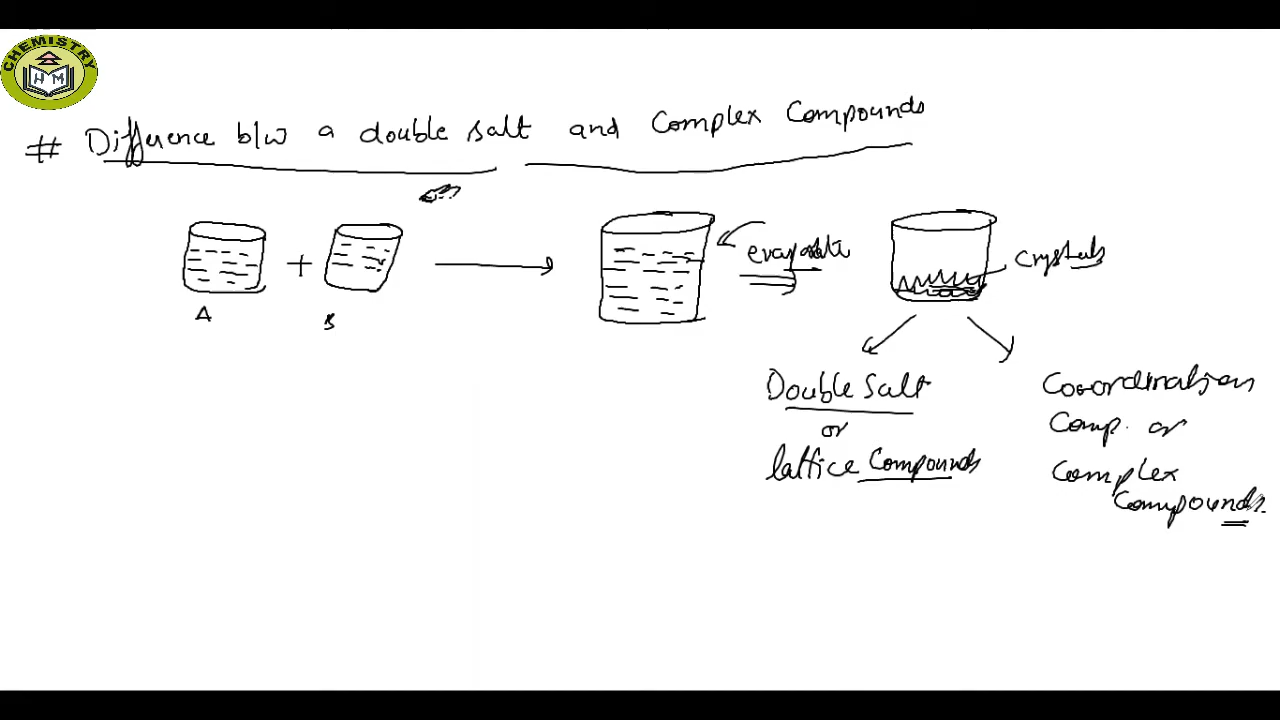 CHEMISTRY
H M
# Difference b/w a double salt and Complex Compounds
A + B
evaporate
crystals
Double Salt
or
lattice Compounds
Coordination
Comp. or
Complex
Compounds.